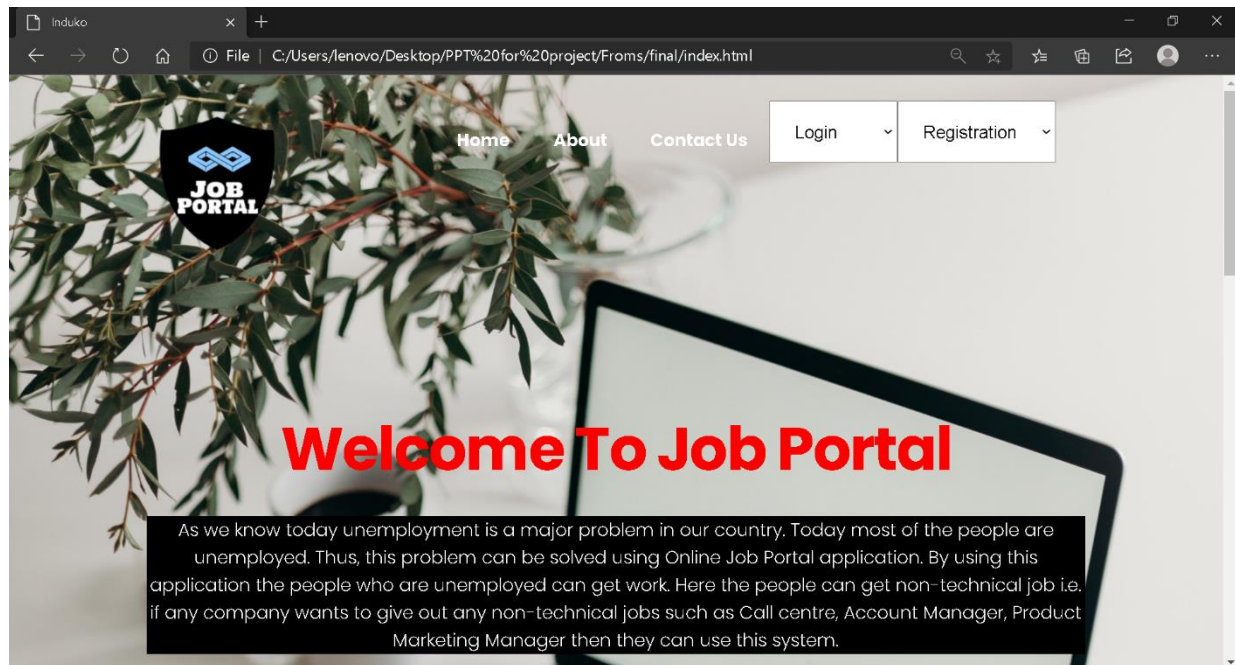 Induko
File | C:/Users/lenovo/Desktop/PPT%20for%20project/Froms/final/index.html
JOB
PORTAL
Home About Contact Us Login Registration
Welcome To Job Portal
As we know today unemployment is a major problem in our country. Today most of the people are
unemployed. Thus, this problem can be solved using Online Job Portal application. By using this
application the people who are unemployed can get work. Here the people can get non-technical job i.e.
if any company wants to give out any non-technical jobs such as Call centre, Account Manager, Product
Marketing Manager then they can use this system.